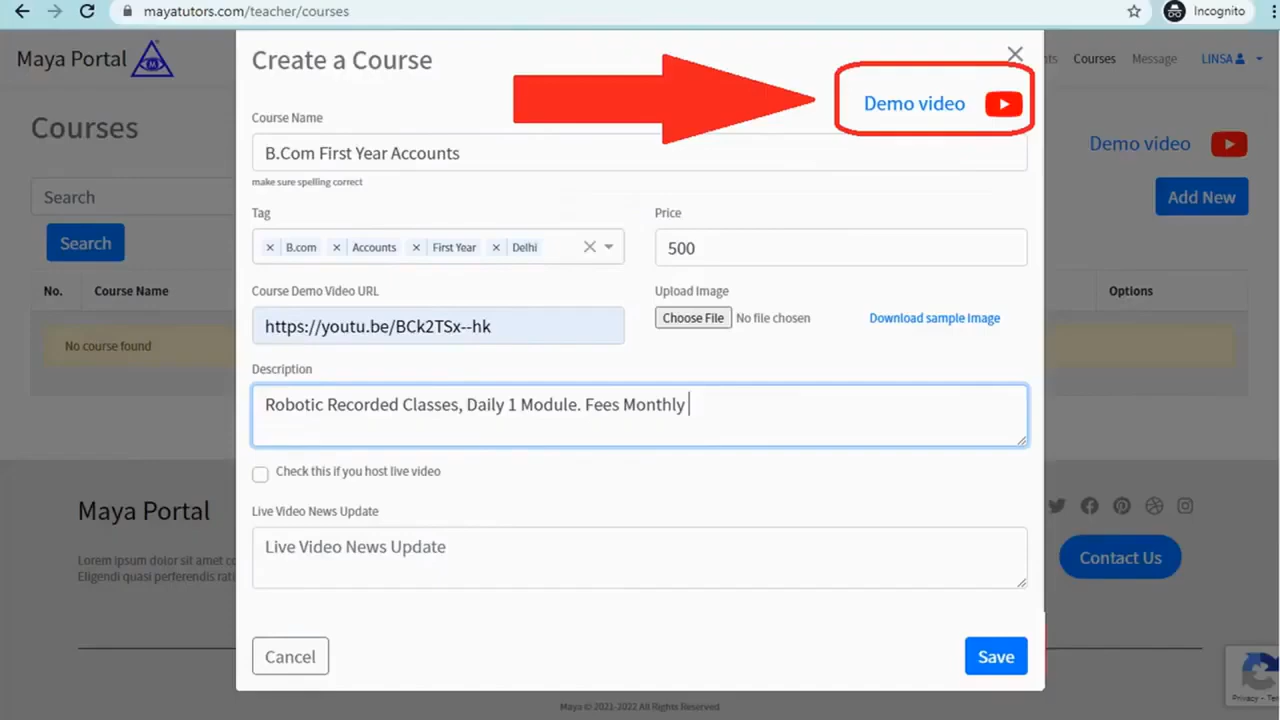 mayatutors.com/teacher/courses
Incognito
Maya Portal
M
nts Courses Message LINSA
Create a Course
Demo video
Courses
Demo video
Course Name
B.Com First Year Accounts
make sure spelling correct
Search
Add New
Tag
Price
× B.com × Accounts × First Year × Delhi
500
Search
No. Course Name
Options
Course Demo Video URL
Upload Image
https://youtu.be/BCk2TSx--hk
Choose File No file chosen
Download sample Image
No course found
Description
Robotic Recorded Classes, Daily 1 Module. Fees Monthly
Check this if you host live video
Maya Portal
Live Video News Update
Live Video News Update
Lorem ipsum dolor sit amet co
Eligendi quasi perferendis rati
Contact Us
Cancel
Save
Privacy - Ter
Maya © 2021-2022 All Rights Reserved